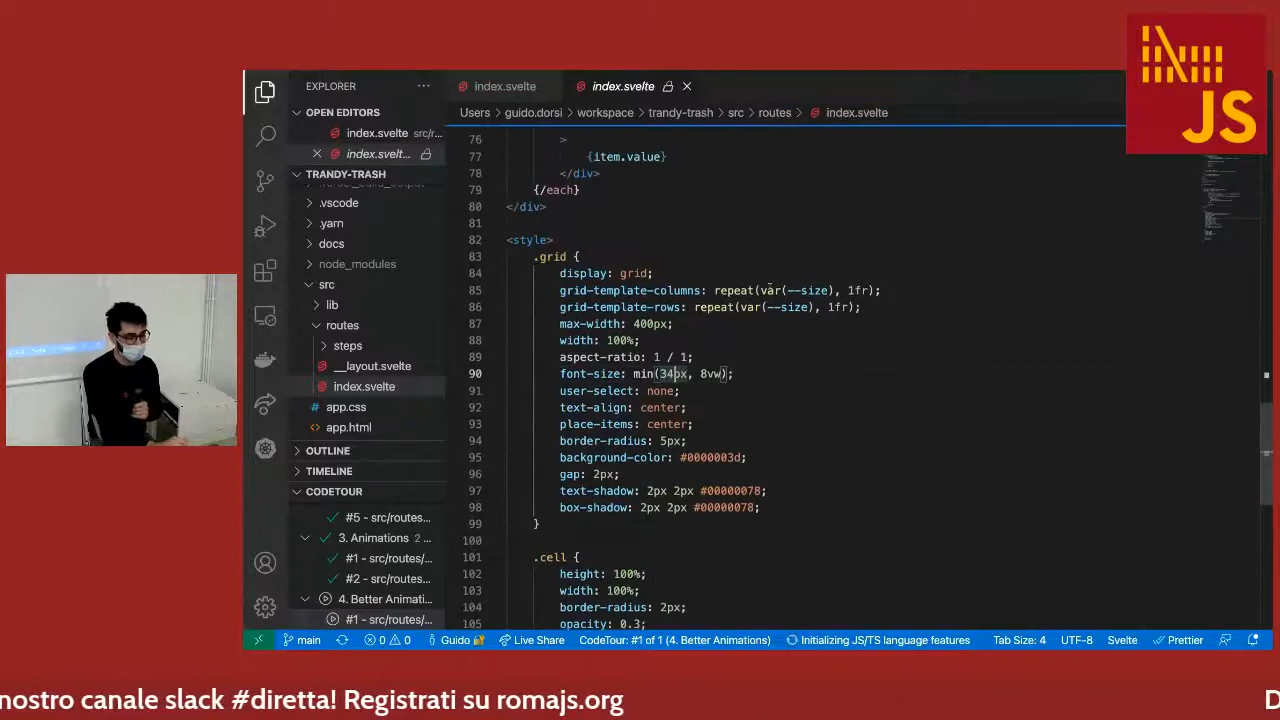 JS
EXPLORER
OPEN EDITORS
index.svelte src/r...
index.svelt...
TRANDY-TRASH
.vscode
.yarn
docs
node_modules
src
lib
routes
steps
__layout.svelte
index.svelte
app.css
app.html
OUTLINE
TIMELINE
CODETOUR
#5 - src/routes...
3. Animations 2 ...
#1 - src/routes/...
#2 - src/routes/...
4. Better Animati...
#1 - src/routes/...
index.svelte
index.svelte
Users > guido.dorsi > workspace > trandy-trash > src > routes > index.svelte
76 >
77 {item.value}
78 </div>
79 {/each}
80 </div>
81
82 <style>
83 .grid {
84 display: grid;
85 grid-template-columns: repeat(var(--size), 1fr);
86 grid-template-rows: repeat(var(--size), 1fr);
87 max-width: 400px;
88 width: 100%;
89 aspect-ratio: 1 / 1;
90 font-size: min(34px, 8vw);
91 user-select: none;
92 text-align: center;
93 place-items: center;
94 border-radius: 5px;
95 background-color: #0000003d;
96 gap: 2px;
97 text-shadow: 2px 2px #00000078;
98 box-shadow: 2px 2px #00000078;
99 }
100
101 .cell {
102 height: 100%;
103 width: 100%;
104 border-radius: 2px;
105 opacity: 0.3;
main 0 0 Guido Live Share CodeTour: #1 of 1 (4. Better Animations) Initializing JS/TS language features Tab Size: 4 UTF-8 Svelte Prettier
nostro canale slack #diretta! Registrati su romajs.org
D